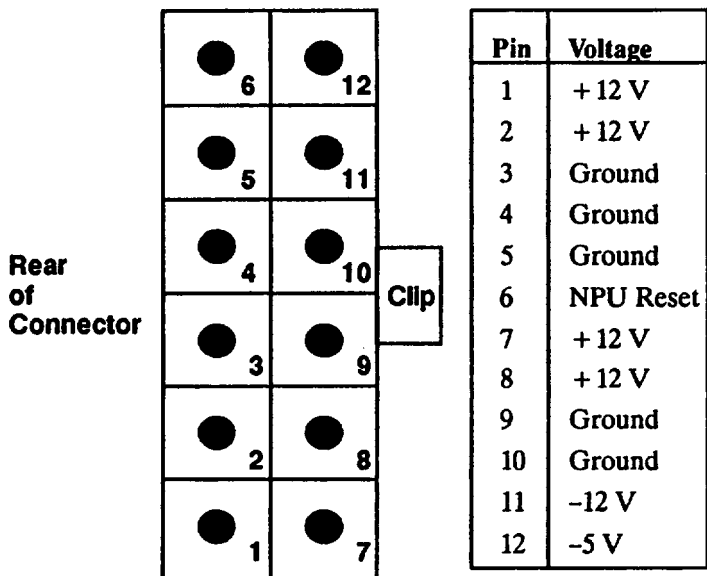 Rear
of
Connector
6 12
5 11
4 10
3 9
2 8
1 7
Clip
Pin Voltage
1 + 12 V
2 + 12 V
3 Ground
4 Ground
5 Ground
6 NPU Reset
7 + 12 V
8 + 12 V
9 Ground
10 Ground
11 –12 V
12 –5 V